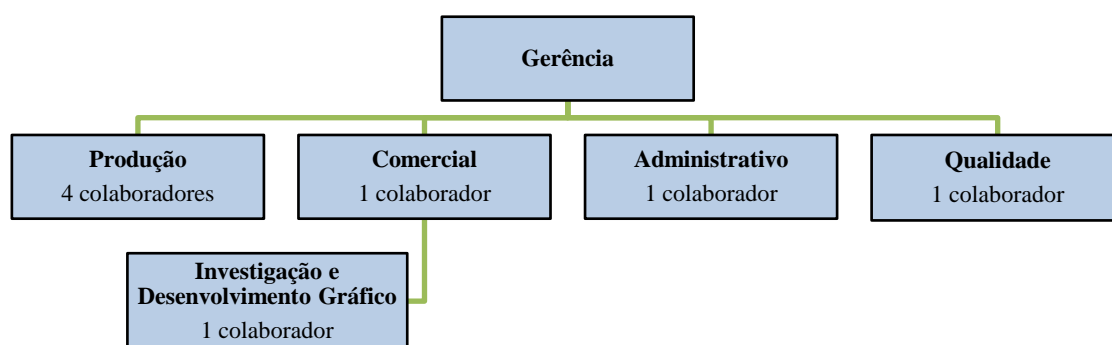 Gerência
Produção
4 colaboradores
Comercial
1 colaborador
Administrativo
1 colaborador
Qualidade
1 colaborador
Investigação e
Desenvolvimento Gráfico
1 colaborador